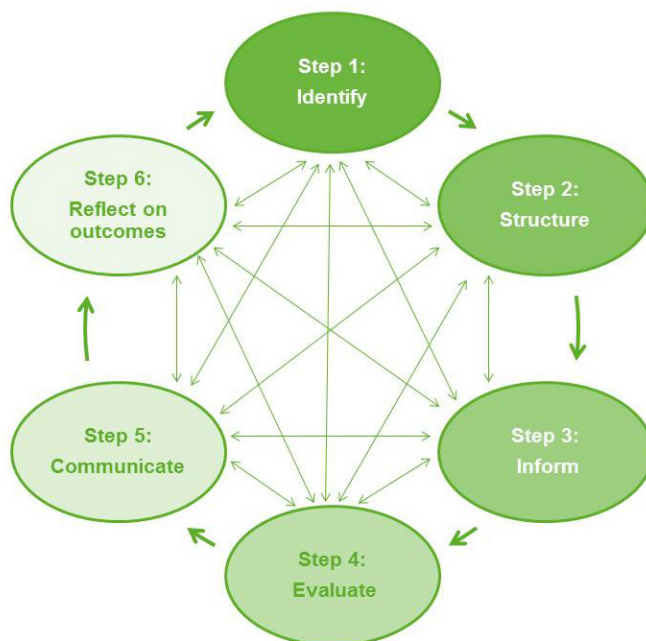 Step 1:
Identify
Step 2:
Structure
Step 3:
Inform
Step 4:
Evaluate
Step 5:
Communicate
Step 6:
Reflect on
outcomes